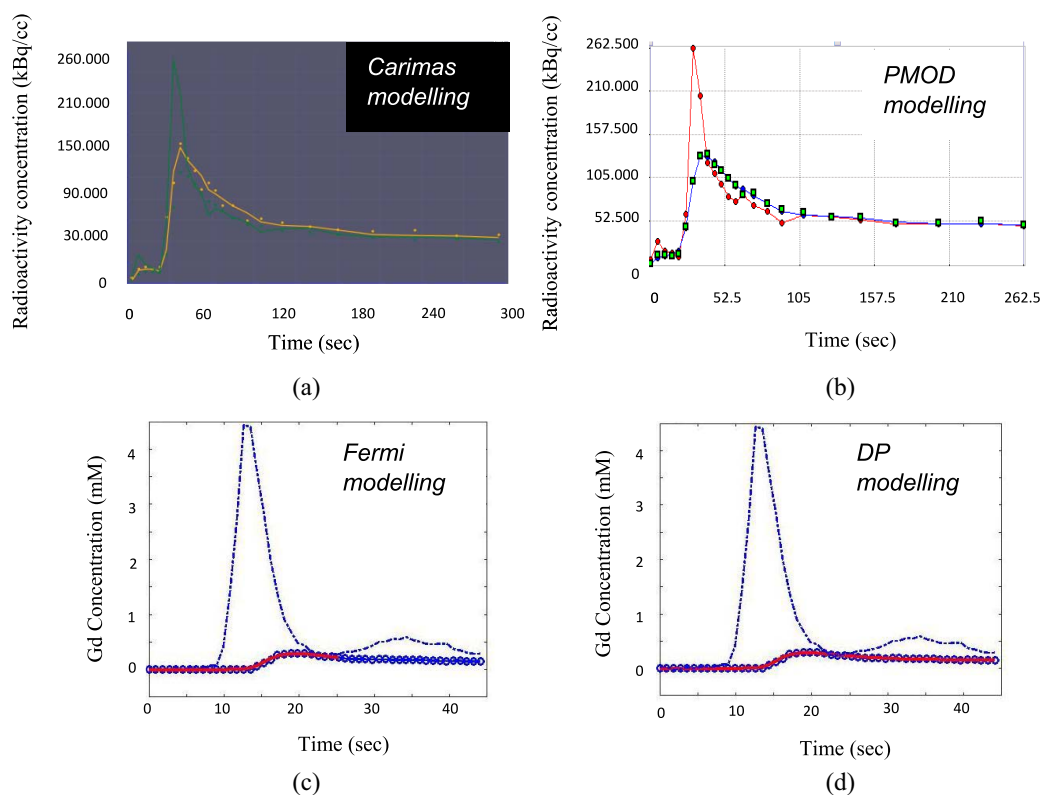 (a)
Radioactivity concentration (kBq/cc)
260.000
210.000
150.000
90.000
30.000
0
Carimas
modelling
0 60 120 180 240 300
Time (sec)
(a)
(b)
Radioactivity concentration (kBq/cc)
262.500
210.000
157.500
105.000
52.500
0
PMOD
modelling
0 52.5 105 157.5 210 262.5
Time (sec)
(b)
Gd Concentration (mM)
4
3
2
1
0
Fermi
modelling
0 10 20 30 40
Time (sec)
(c)
Gd Concentration (mM)
4
3
2
1
0
DP
modelling
0 10 20 30 40
Time (sec)
(d)